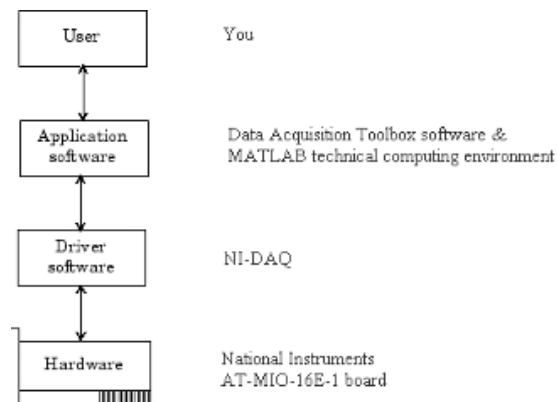 User
You
Application
software
Data Acquisition Toolbox software &
MATLAB technical computing environment
Driver
software
NI-DAQ
Hardware
National Instruments
AT-MIO-16E-1 board